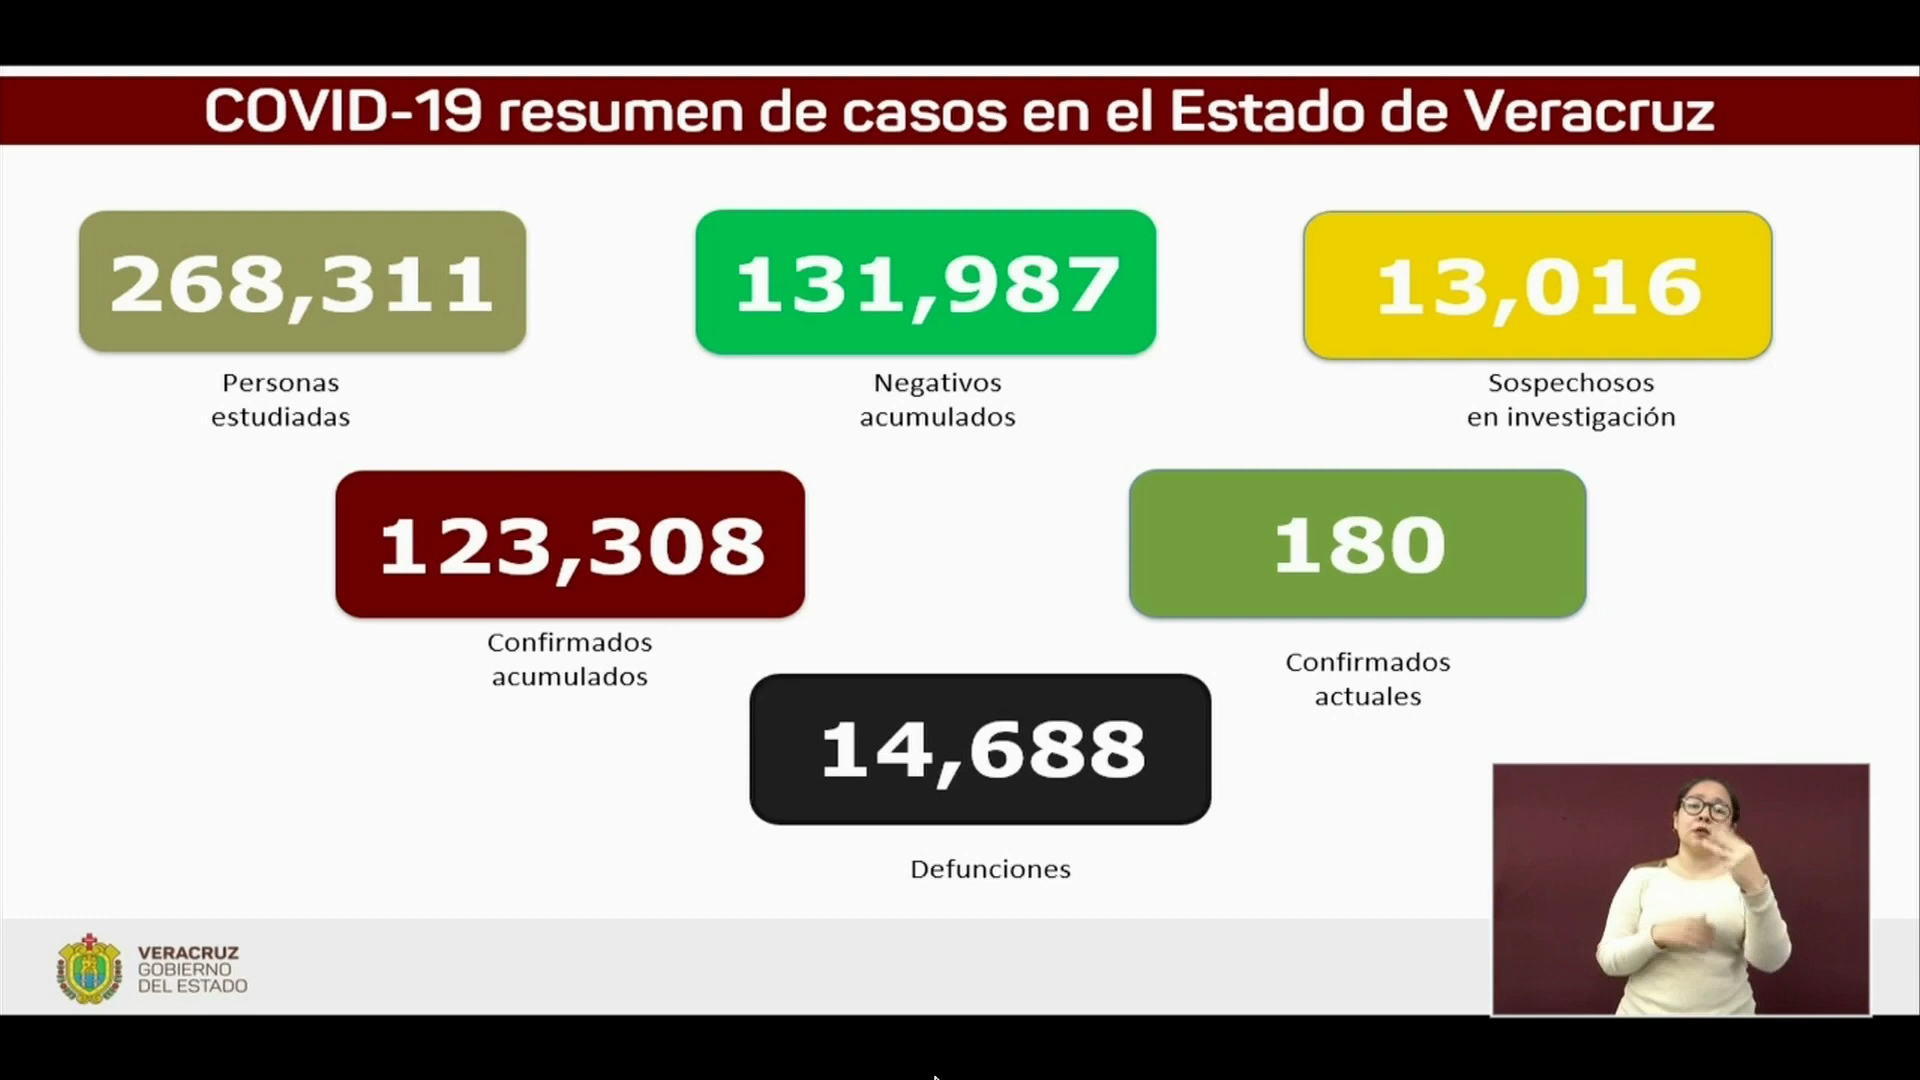 COVID-19 resumen de casos en el Estado de Veracruz
268,311
Personas
estudiadas
131,987
Negativos
acumulados
13,016
Sospechosos
en investigación
123,308
Confirmados
acumulados
180
Confirmados
actuales
14,688
Defunciones
VERACRUZ
GOBIERNO
DEL ESTADO